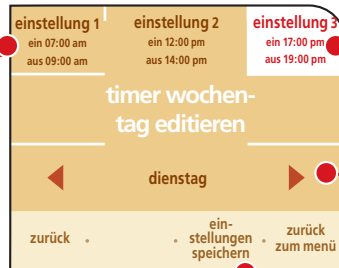 einstellung 1
ein 07:00 am
aus 09:00 am
einstellung 2
ein 12:00 pm
aus 14:00 pm
einstellung 3
ein 17:00 pm
aus 19:00 pm
timer wochen-
tag editieren
dienstag
zurück
ein-
stellungen
speichern
zurück
zum menü